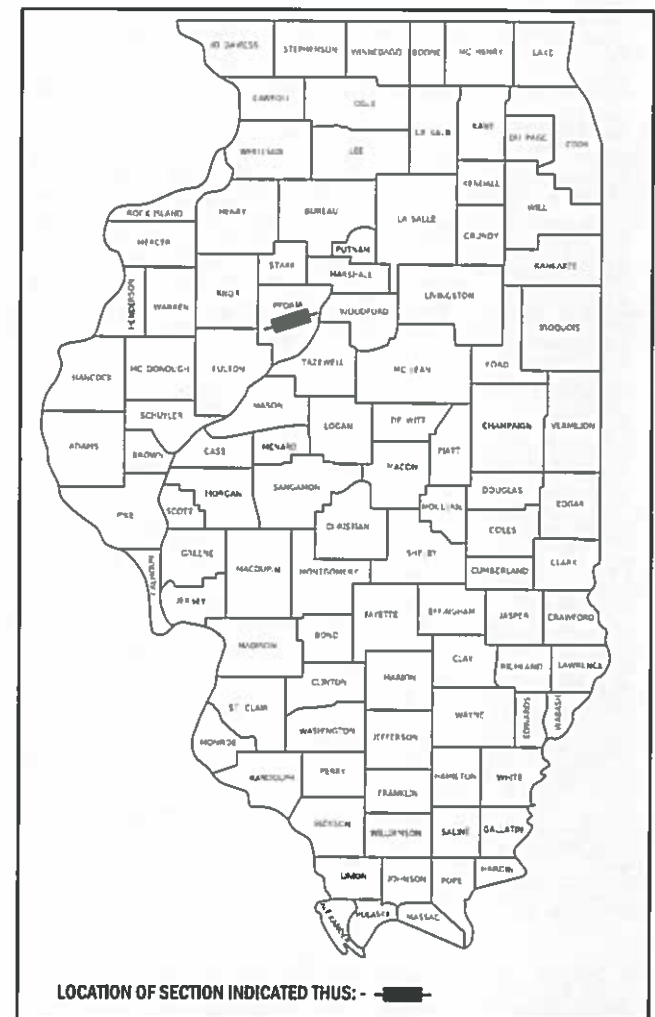 JO DAVIESS STEPHENSON WINNEBAGO BOONE MC HENRY LAKE
CARROLL OGLE KANE DU PAGE COOK
WHITESIDE LEE KENDALL
ROCK ISLAND HENRY BUREAU LA SALLE GRUNDY WILL
MERCER PUTNAM KANKAKEE
STARK MARSHALL
HENDERSON WARREN KNOX PEORIA WOODFORD LIVINGSTON IROQUOIS
HANCOCK MC DONOUGH FULTON TAZEWELL MC LEAN FORD
SCHUYLER MASON LOGAN DE WITT CHAMPAIGN VERMILION
ADAMS BROWN CASS MENARD MACON PIATT
PIKE SCOTT MORGAN SANGAMON DOUGLAS EDGAR
CHRISTIAN COLES
CALHOUN GREENE MACOUPIN MONTGOMERY SHELBY CUMBERLAND CLARK
JERSEY FAYETTE EFFINGHAM JASPER CRAWFORD
MADISON BOND CLAY RICHLAND LAWRENCE
CLINTON MARION
ST. CLAIR WAYNE EDWARDS WABASH
MONROE WASHINGTON JEFFERSON
RANDOLPH PERRY HAMILTON WHITE
FRANKLIN
JACKSON WILLIAMSON SALINE GALLATIN
UNION JOHNSON POPE HARDIN
PULASKI MASSAC
LOCATION OF SECTION INDICATED THUS: -